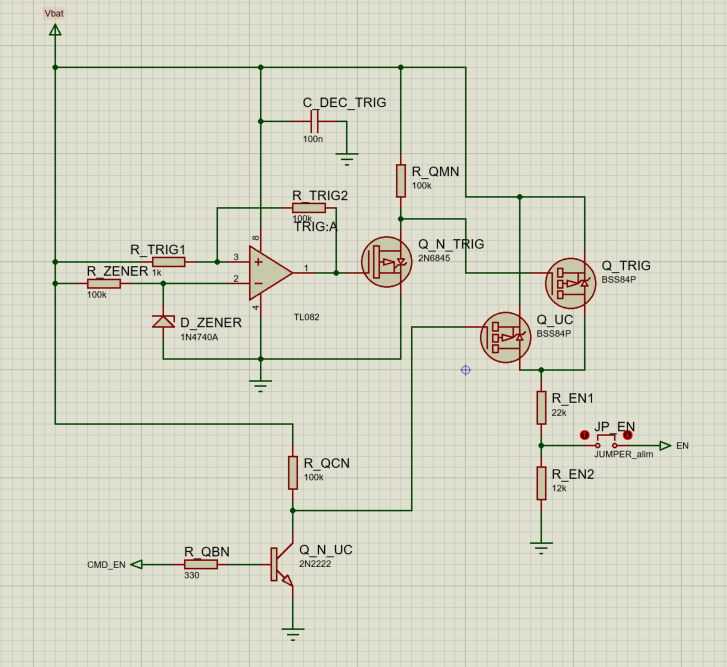 Vbat
C_DEC_TRIG
100n
R_QMN
100k
R_TRIG2
100k
TRIG:A
8
R_TRIG1
1k
3
1
Q_N_TRIG
2N6845
Q_TRIG
BSS84P
R_ZENER
100k
2
4
TL082
D_ZENER
1N4740A
Q_UC
BSS84P
R_EN1
22k
JP_EN
JUMPER_alim
EN
R_QCN
100k
R_EN2
12k
R_QBN
330
Q_N_UC
2N2222
CMD_EN